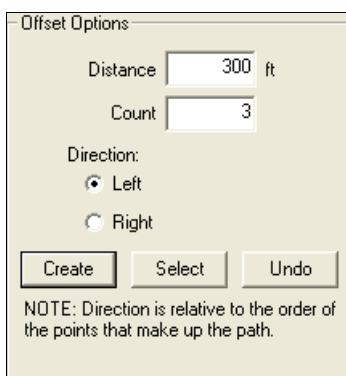 Offset Options
Distance 300 ft
Count 3
Direction:
Left
Right
Create Select Undo
NOTE: Direction is relative to the order of
the points that make up the path.